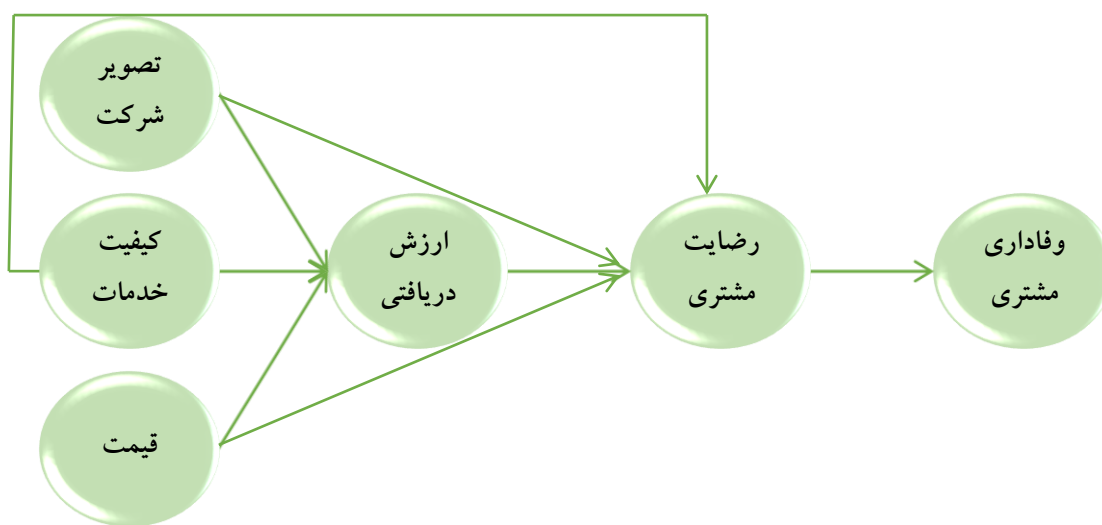 تصویر
شرکت
کیفیت
خدمات
قیمت
ارزش
دریافتی
رضایت
مشتری
وفاداری
مشتری